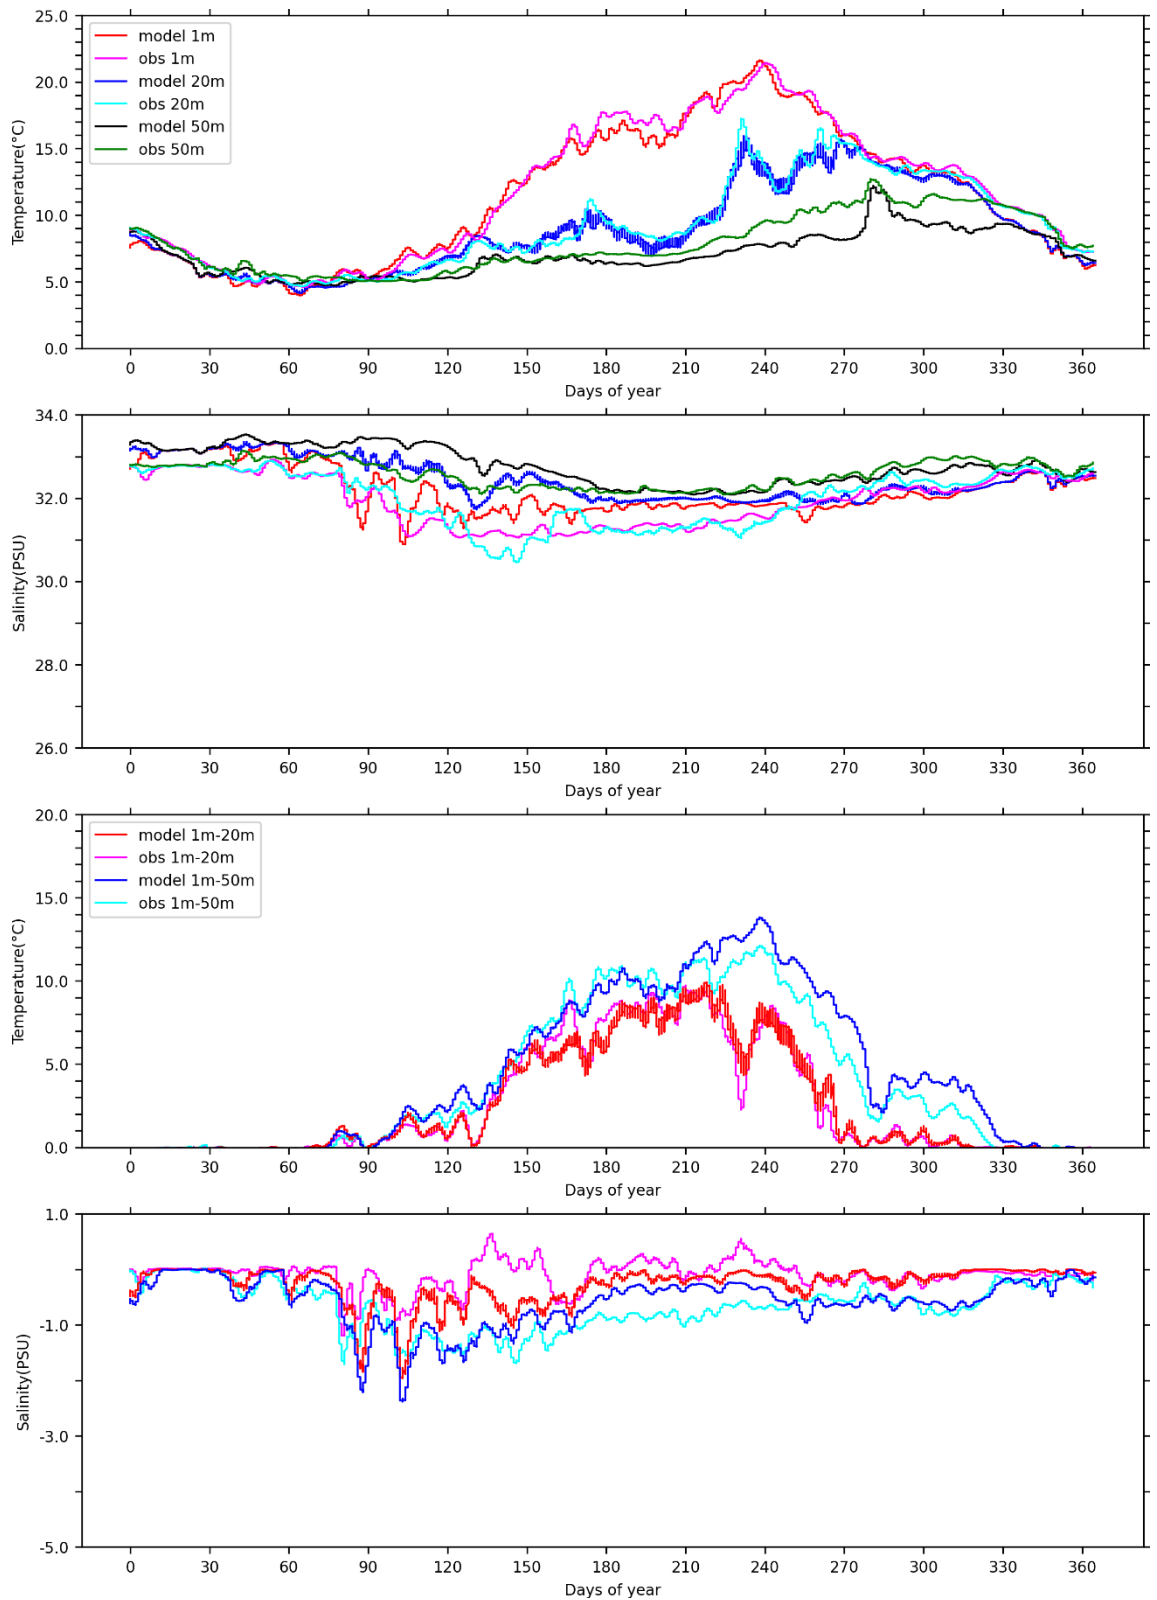 25.0
20.0
15.0
10.0
5.0
0.0
Temperature(°C)
model 1m
obs 1m
model 20m
obs 20m
model 50m
obs 50m
0 30 60 90 120 150 180 210 240 270 300 330 360
Days of year
34.0
32.0
30.0
28.0
26.0
Salinity(PSU)
0 30 60 90 120 150 180 210 240 270 300 330 360
Days of year
20.0
15.0
10.0
5.0
0.0
Temperature(°C)
model 1m-20m
obs 1m-20m
model 1m-50m
obs 1m-50m
0 30 60 90 120 150 180 210 240 270 300 330 360
Days of year
1.0
-1.0
-3.0
-5.0
Salinity(PSU)
0 30 60 90 120 150 180 210 240 270 300 330 360
Days of year